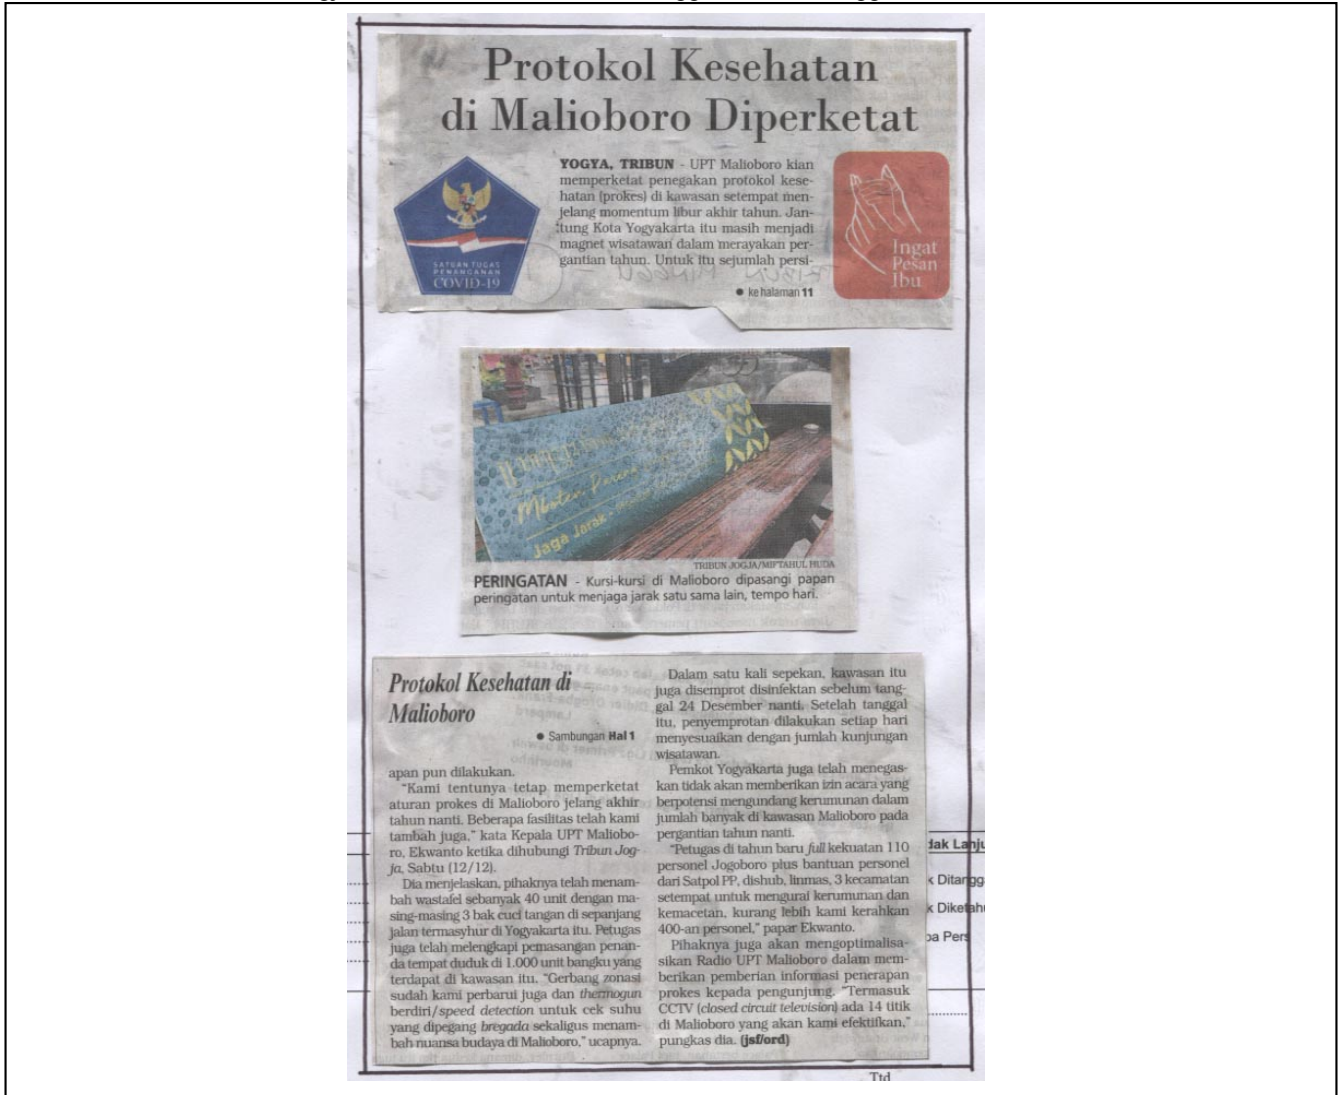 Protokol Kesehatan
di Malioboro Diperketat
YOGYA, TRIBUN - UPT Malioboro kian
memperketat penegakan protokol kese-
hatan (prokes) di kawasan setempat men-
jelang momentum libur akhir tahun. Jan-
tung Kota Yogyakarta itu masih menjadi
magnet wisatawan dalam merayakan per-
gantian tahun. Untuk itu sejumlah persi-
● ke halaman 11
SATUAN TUGAS
PENANGANAN
COVID-19
Ingat
Pesan
Ibu
Mboten Parena
Jaga Jarak
TRIBUN JOGJA/MIFTAHUL HUDA
PERINGATAN - Kursi-kursi di Malioboro dipasangi papan
peringatan untuk menjaga jarak satu sama lain, tempo hari.
Protokol Kesehatan di
Malioboro
● Sambungan Hal 1
apan pun dilakukan.
"Kami tentunya tetap memperketat
aturan prokes di Malioboro jelang akhir
tahun nanti. Beberapa fasilitas telah kami
tambah juga," kata Kepala UPT Maliobo-
ro, Ekwanto ketika dihubungi Tribun Jog-
ja, Sabtu (12/12).
Dia menjelaskan, pihaknya telah menam-
bah wastafel sebanyak 40 unit dengan ma-
sing-masing 3 bak cuci tangan di sepanjang
jalan termasyhur di Yogyakarta itu. Petugas
juga telah melengkapi pemasangan penan-
da tempat duduk di 1.000 unit bangku yang
terdapat di kawasan itu. "Gerbang zonasi
sudah kami perbarui juga dan thermogun
berdiri/speed detection untuk cek suhu
yang dipegang bregada sekaligus menam-
bah nuansa budaya di Malioboro," ucapnya.
Dalam satu kali sepekan, kawasan itu
juga disemprot disinfektan sebelum tang-
gal 24 Desember nanti. Setelah tanggal
itu, penyemprotan dilakukan setiap hari
menyesuaikan dengan jumlah kunjungan
wisatawan.
Pemkot Yogyakarta juga telah menegas-
kan tidak akan memberikan izin acara yang
berpotensi mengundang kerumunan dalam
jumlah banyak di kawasan Malioboro pada
pergantian tahun nanti.
"Petugas di tahun baru full kekuatan 110
personel Jogoboro plus bantuan personel
dari Satpol PP, dishub, linmas, 3 kecamatan
setempat untuk mengurai kerumunan dan
kemacetan, kurang lebih kami kerahkan
400-an personel," papar Ekwanto.
Pihaknya juga akan mengoptimalisa-
sikan Radio UPT Malioboro dalam mem-
berikan pemberian informasi penerapan
prokes kepada pengunjung. "Termasuk
CCTV (closed circuit television) ada 14 titik
di Malioboro yang akan kami efektifkan,"
pungkas dia. (jsf/ord)
dak Lanju
k Ditangg
k Diketahu
pa Pers
Ttd